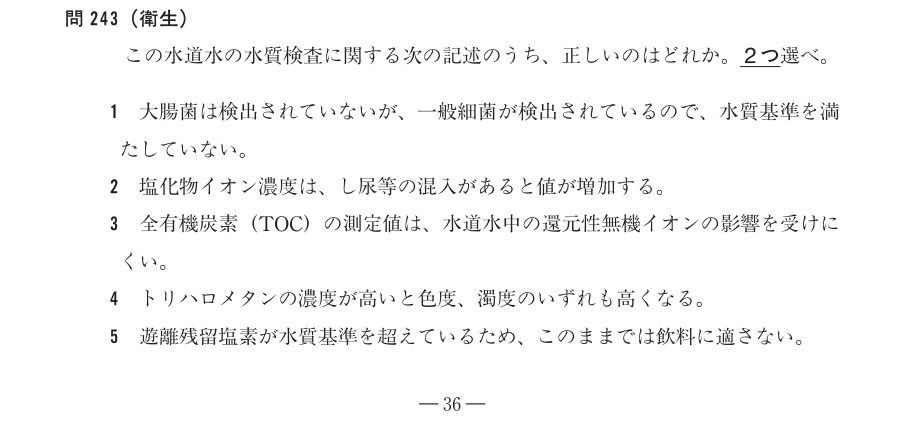 問 243（衛生）
この水道水の水質検査に関する次の記述のうち、正しいのはどれか。２つ選べ。
1　大腸菌は検出されていないが、一般細菌が検出されているので、水質基準を満
たしていない。
2　塩化物イオン濃度は、し尿等の混入があると値が増加する。
3　全有機炭素（TOC）の測定値は、水道水中の還元性無機イオンの影響を受けに
くい。
4　トリハロメタンの濃度が高いと色度、濁度のいずれも高くなる。
5　遊離残留塩素が水質基準を超えているため、このままでは飲料に適さない。
― 36 ―